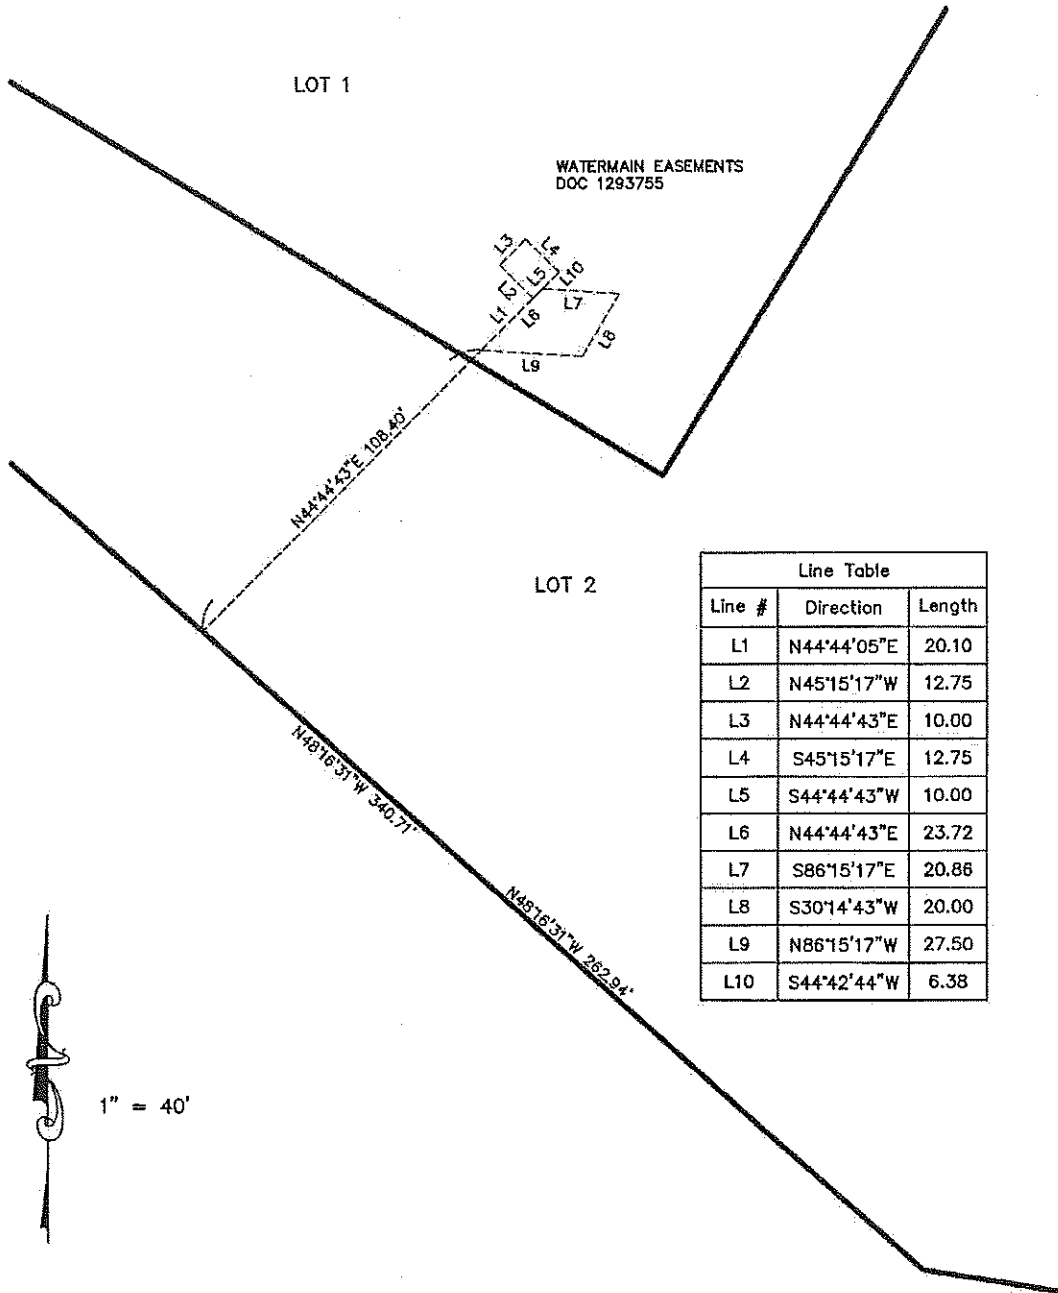 LOT 1
WATERMAIN EASEMENTS
DOC 1293755
L3
L4
L5
L10
L2
L1
L6
L7
L8
L9
N44°44'43"E 108.40'
LOT 2
Line Table
Line # Direction Length
L1 N44°44'05"E 20.10
L2 N45°15'17"W 12.75
L3 N44°44'43"E 10.00
L4 S45°15'17"E 12.75
L5 S44°44'43"W 10.00
L6 N44°44'43"E 23.72
L7 S86°15'17"E 20.86
L8 S30°14'43"W 20.00
L9 N86°15'17"W 27.50
L10 S44°42'44"W 6.38
N48°16'31"W 340.71'
N48°16'31"W 262.94'
1" = 40'